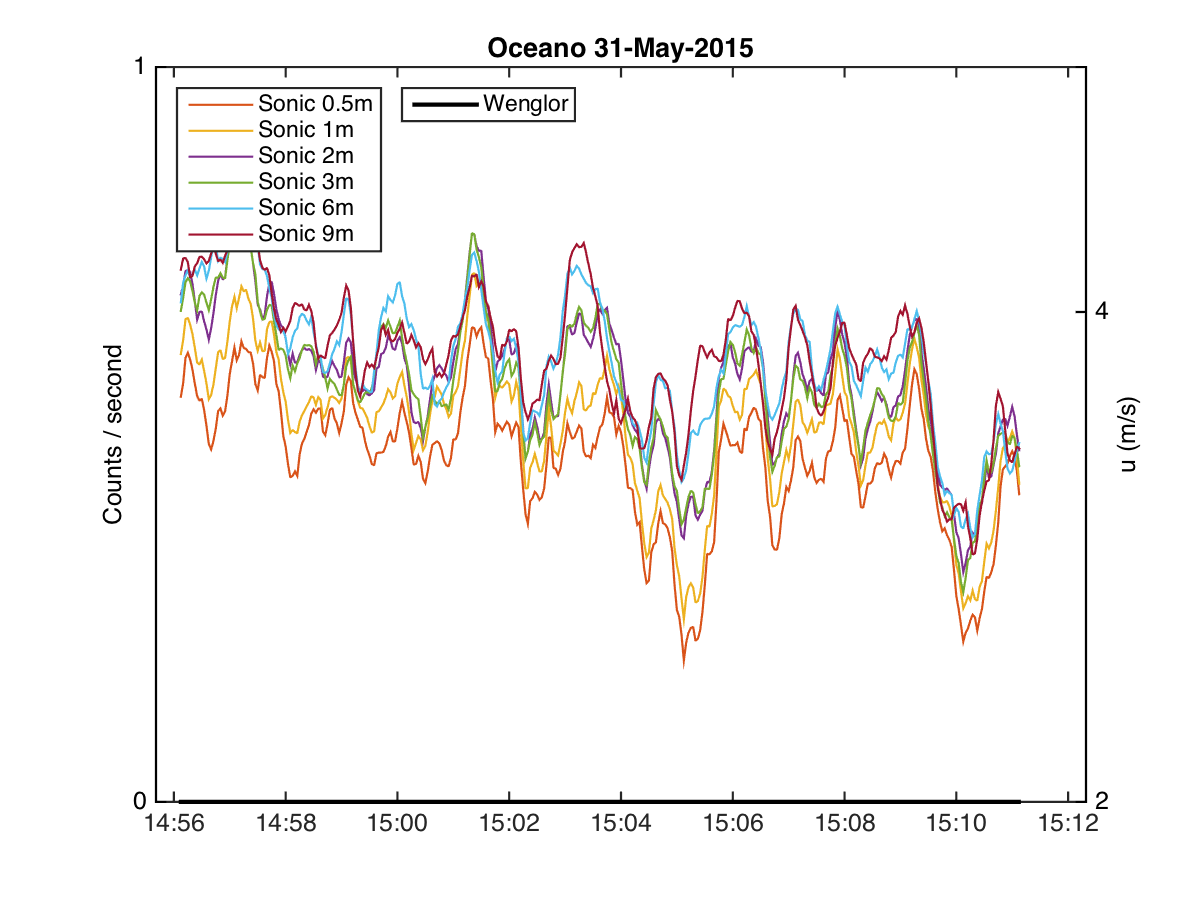 Oceano 31-May-2015
1
Sonic 0.5m
Sonic 1m
Sonic 2m
Sonic 3m
Sonic 6m
Sonic 9m
Wenglor
4
Counts / second
u (m/s)
0
2
14:56 14:58 15:00 15:02 15:04 15:06 15:08 15:10 15:12